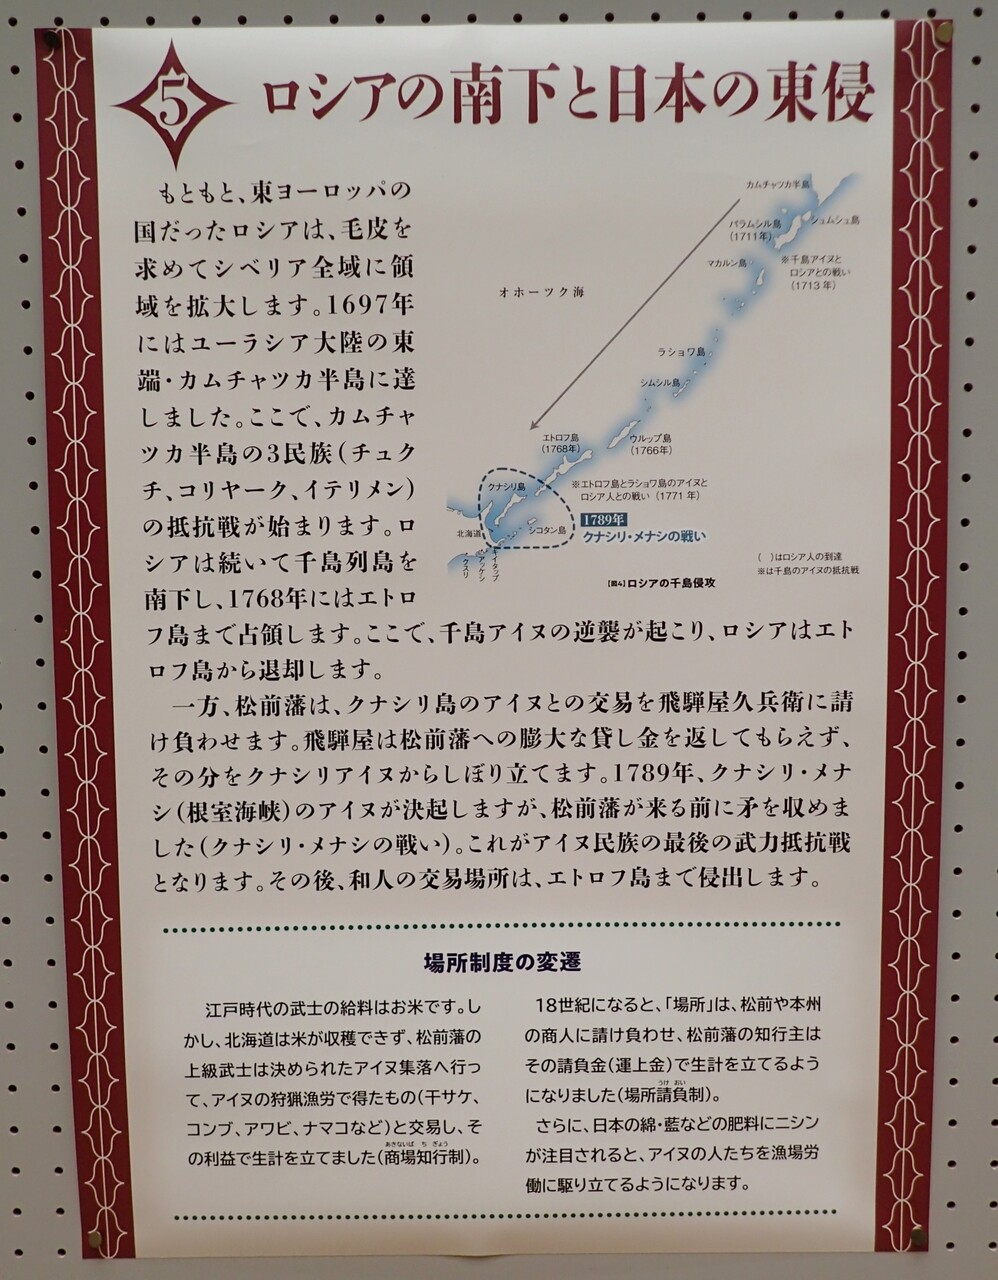 5
ロシアの南下と日本の東侵
もともと、東ヨーロッパの
国だったロシアは、毛皮を
求めてシベリア全域に領
域を拡大します。1697年
にはユーラシア大陸の東
端・カムチャツカ半島に達
しました。ここで、カムチャ
ツカ半島の3民族(チュク
チ、コリヤーク、イテリメン)
の抵抗戦が始まります。ロ
シアは続いて千島列島を
南下し、1768年にはエトロ
フ島まで占領します。ここで、千島アイヌの逆襲が起こり、ロシアはエト
ロフ島から退却します。
カムチャツカ半島
パラムシル島
(1711年)
シュムシュ島
マカルン島
※千島アイヌと
ロシアとの戦い
(1713年)
オホーツク海
ラショワ島
シムシル島
エトロフ島
(1768年)
ウルップ島
(1766年)
クナシリ島
※エトロフ島とラショワ島のアイヌと
ロシア人との戦い(1771年)
北海道
シコタン島
1789年
クナシリ・メナシの戦い
クスリ
アッケシ
()はロシア人の到達
※は千島のアイヌの抵抗戦
[図4]ロシアの千島侵攻
一方、松前藩は、クナシリ島のアイヌとの交易を飛騨屋久兵衛に請
け負わせます。飛騨屋は松前藩への膨大な貸し金を返してもらえず、
その分をクナシリアイヌからしぼり立てます。1789年、クナシリ・メナ
シ(根室海峡)のアイヌが決起しますが、松前藩が来る前に矛を収めま
した(クナシリ・メナシの戦い)。これがアイヌ民族の最後の武力抵抗戦
となります。その後、和人の交易場所は、エトロフ島まで侵出します。
場所制度の変遷
江戸時代の武士の給料はお米です。し
かし、北海道は米が収穫できず、松前藩の
上級武士は決められたアイヌ集落へ行っ
て、アイヌの狩猟漁労で得たもの(干サケ、
コンブ、アワビ、ナマコなど)と交易し、そ
あきないば ち ぎょう
の利益で生計を立てました(商場知行制)。
18世紀になると、「場所」は、松前や本州
の商人に請け負わせ、松前藩の知行主は
その請負金(運上金)で生計を立てるよう
うけ おい
になりました(場所請負制)。
さらに、日本の綿・藍などの肥料にニシン
が注目されると、アイヌの人たちを漁場労
働に駆り立てるようになります。